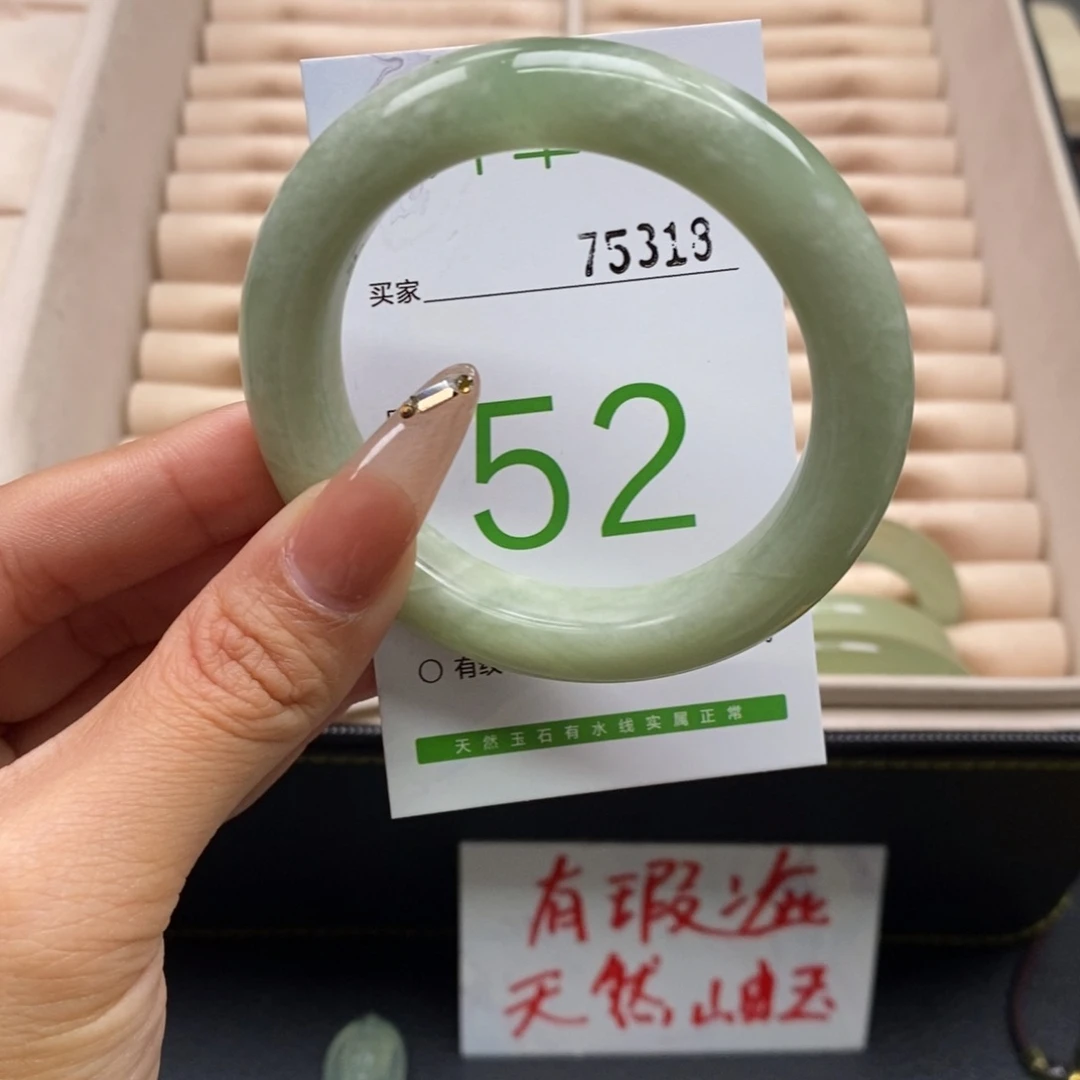 75313
买家
52
有纹
天然玉石有水线实属正常
有瑕疵
天然岫玉